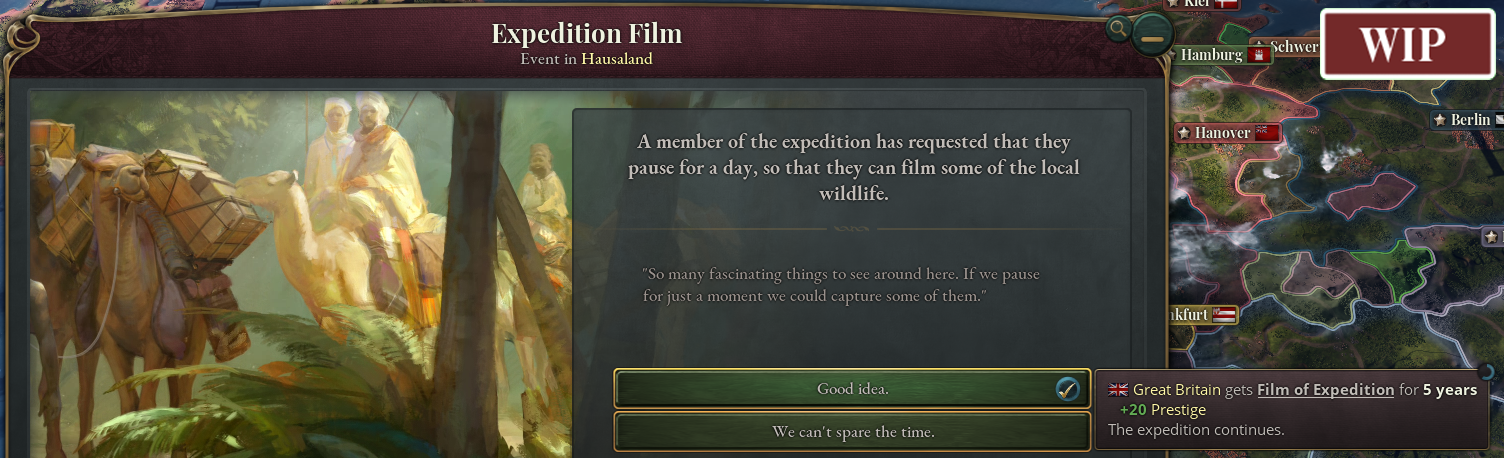 Expedition Film
Event in Hausaland
A member of the expedition has requested that they
pause for a day, so that they can film some of the local
wildlife.
"So many fascinating things to see around here. If we pause
for just a moment we could capture some of them."
Good idea.
We can't spare the time.
Kiel
Schwer
Hamburg
WIP
Berlin
Hanover
nkfurt
Great Britain gets Film of Expedition for 5 years
+20 Prestige
The expedition continues.